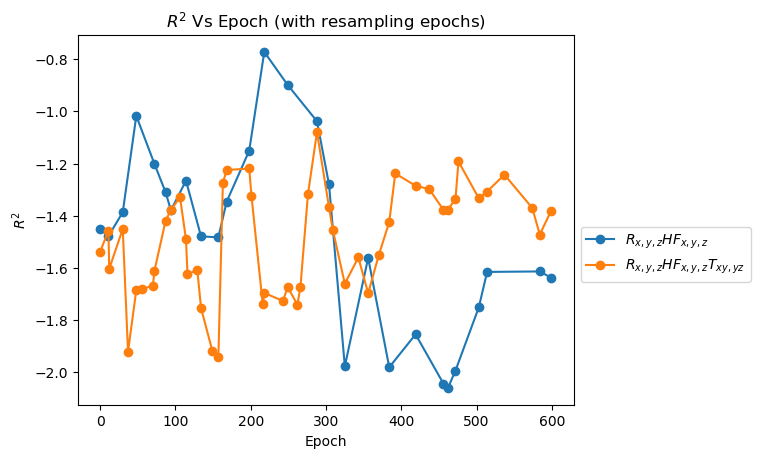 R² Vs Epoch (with resampling epochs)
R²
−0.8
−1.0
−1.2
−1.4
−1.6
−1.8
−2.0
0 100 200 300 400 500 600
Epoch
R_{x,y,z}HF_{x,y,z}
R_{x,y,z}HF_{x,y,z}T_{xy,yz}